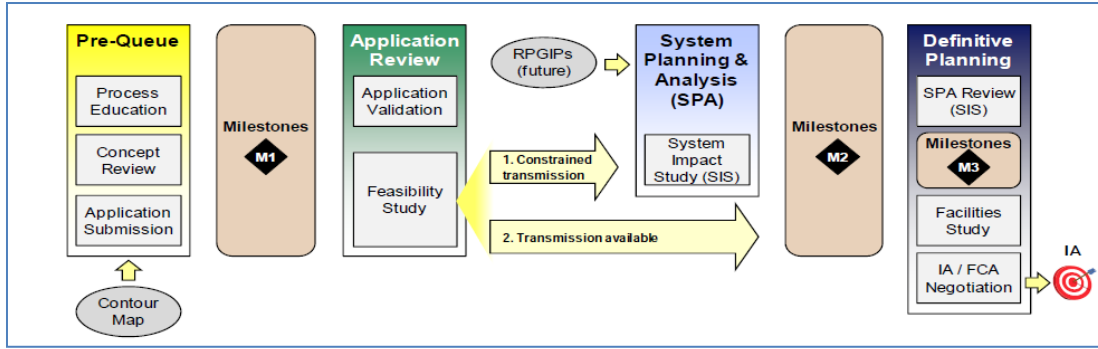 Pre-Queue
Process
Education
Concept
Review
Application
Submission
Contour
Map
Milestones
M1
Application
Review
Application
Validation
Feasibility
Study
RPGIPs
(future)
1. Constrained
transmission
2. Transmission available
System
Planning &
Analysis
(SPA)
System
Impact
Study (SIS)
Milestones
M2
Definitive
Planning
SPA Review
(SIS)
Milestones
M3
Facilities
Study
IA / FCA
Negotiation
IA